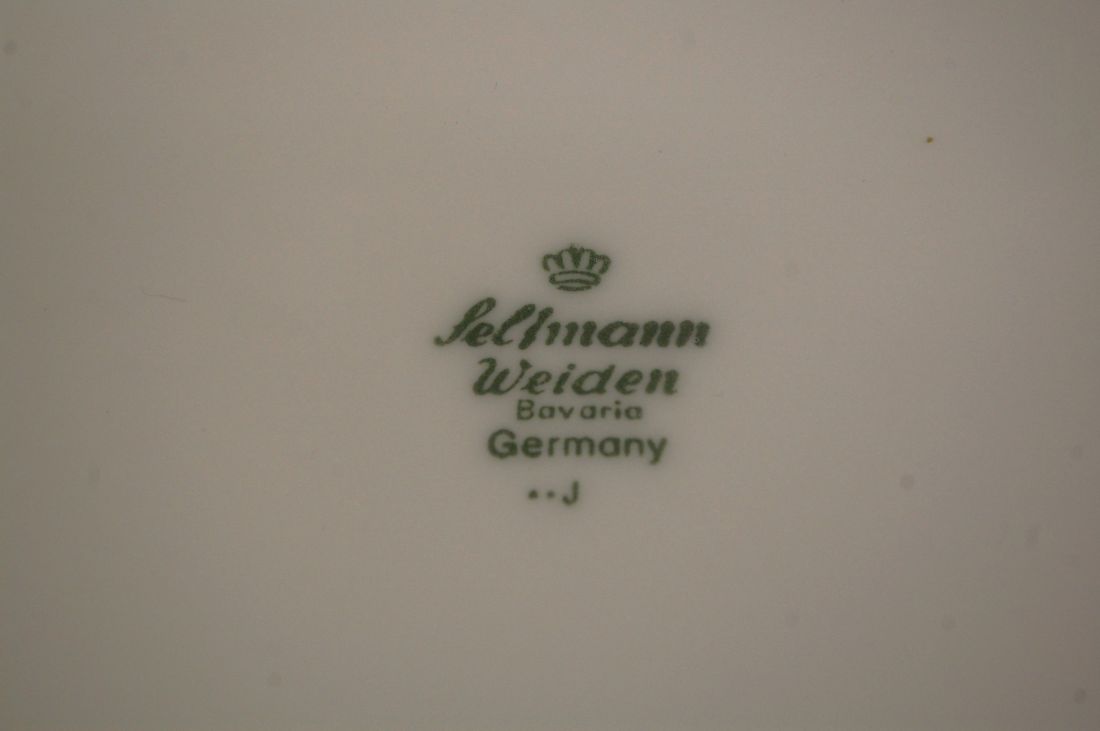 Seltmann
Weiden
Bavaria
Germany
..J